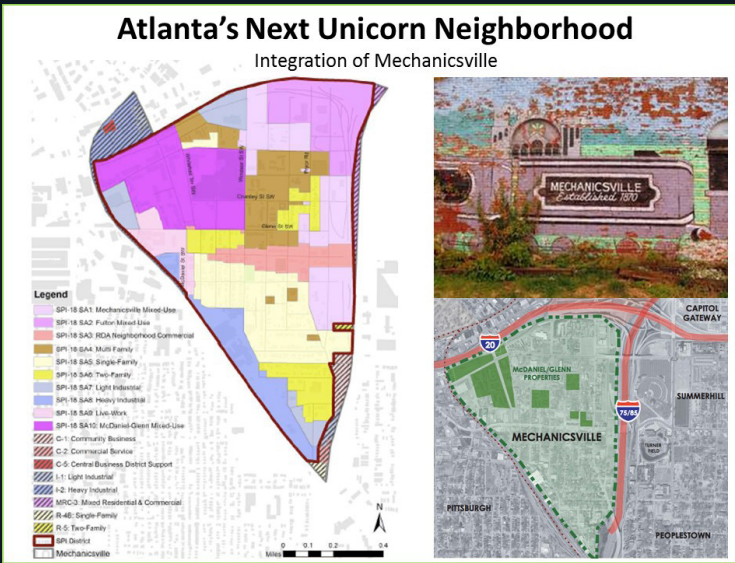 Atlanta's Next Unicorn Neighborhood
Integration of Mechanicsville
Glenn St SW
Legend
SPI-18 SA1: Mechanicsville Mixed-Use
SPI-18 SA2: Fulton Mixed-Use
SPI-18 SA3: RDA Neighborhood Commercial
SPI-18 SA4: Multi Family
SPI-18 SA5: Single-Family
SPI-18 SA6: Two-Family
SPI-18 SA7: Light Industrial
SPI-18 SA8: Heavy Industrial
SPI-18 SA9: Live-Work
SPI-18 SA10: McDaniel-Glenn Mixed-Use
C-1: Community Business
C-2: Commercial Service
C-5: Central Business District Support
I-1: Light Industrial
I-2: Heavy Industrial
MRC-3: Mixed Residential & Commercial
R-4B: Single-Family
R-5: Two-Family
SPI District
Mechanicsville
N
Miles
0 0.1 0.2 0.4
MECHANICSVILLE
Established 1870
CAPITOL
GATEWAY
20
McDANIEL/GLENN
PROPERTIES
SUMMERHILL
75/85
MECHANICSVILLE
TURNER
FIELD
PITTSBURGH
PEOPLESTOWN